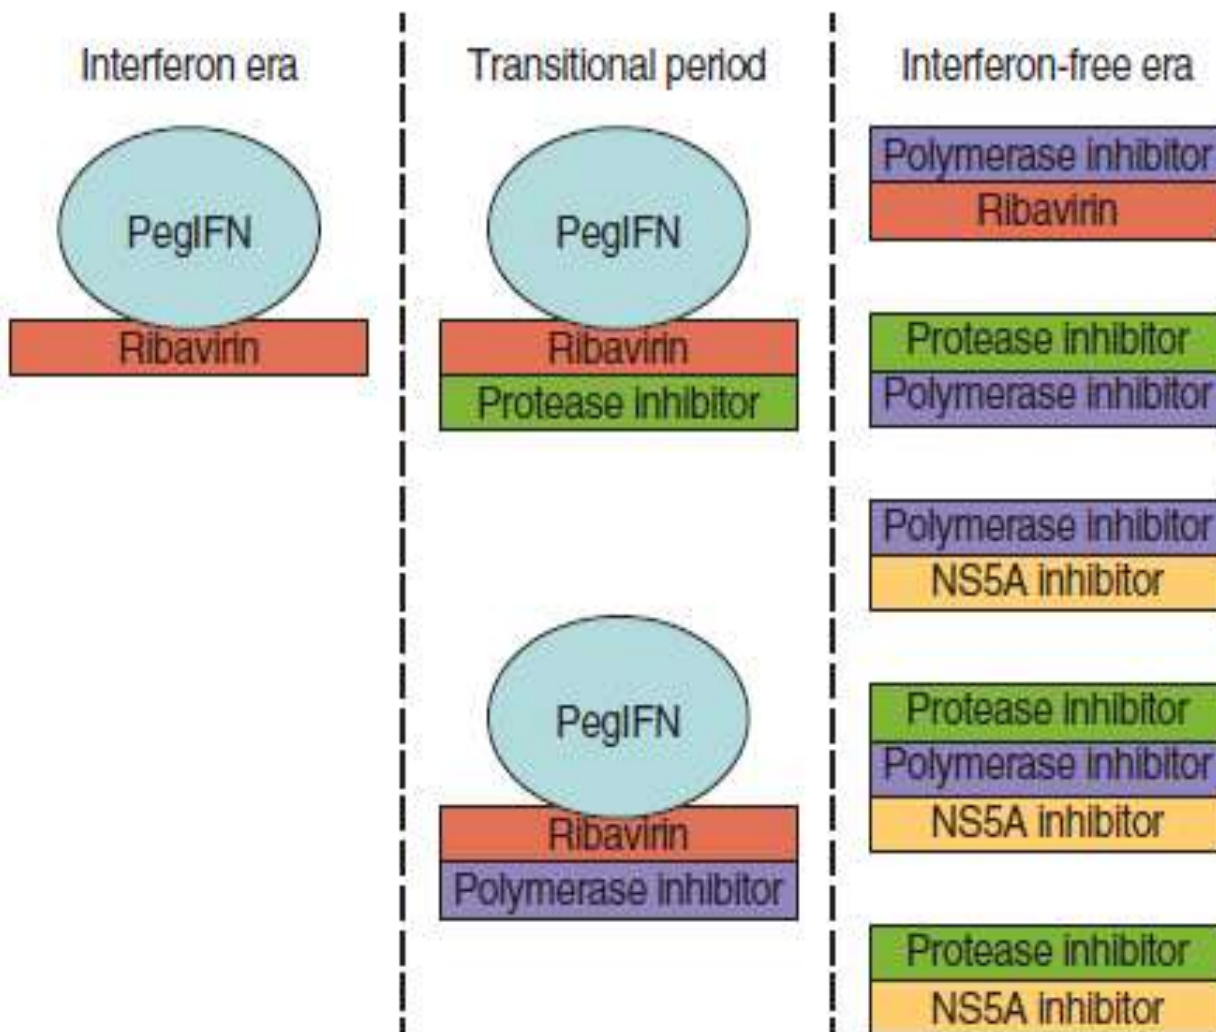 Interferon era
PegIFN
Ribavirin
Transitional period
PegIFN
Ribavirin
Protease inhibitor
PegIFN
Ribavirin
Polymerase inhibitor
Interferon-free era
Polymerase inhibitor
Ribavirin
Protease inhibitor
Polymerase inhibitor
Polymerase inhibitor
NS5A inhibitor
Protease inhibitor
Polymerase inhibitor
NS5A inhibitor
Protease inhibitor
NS5A inhibitor